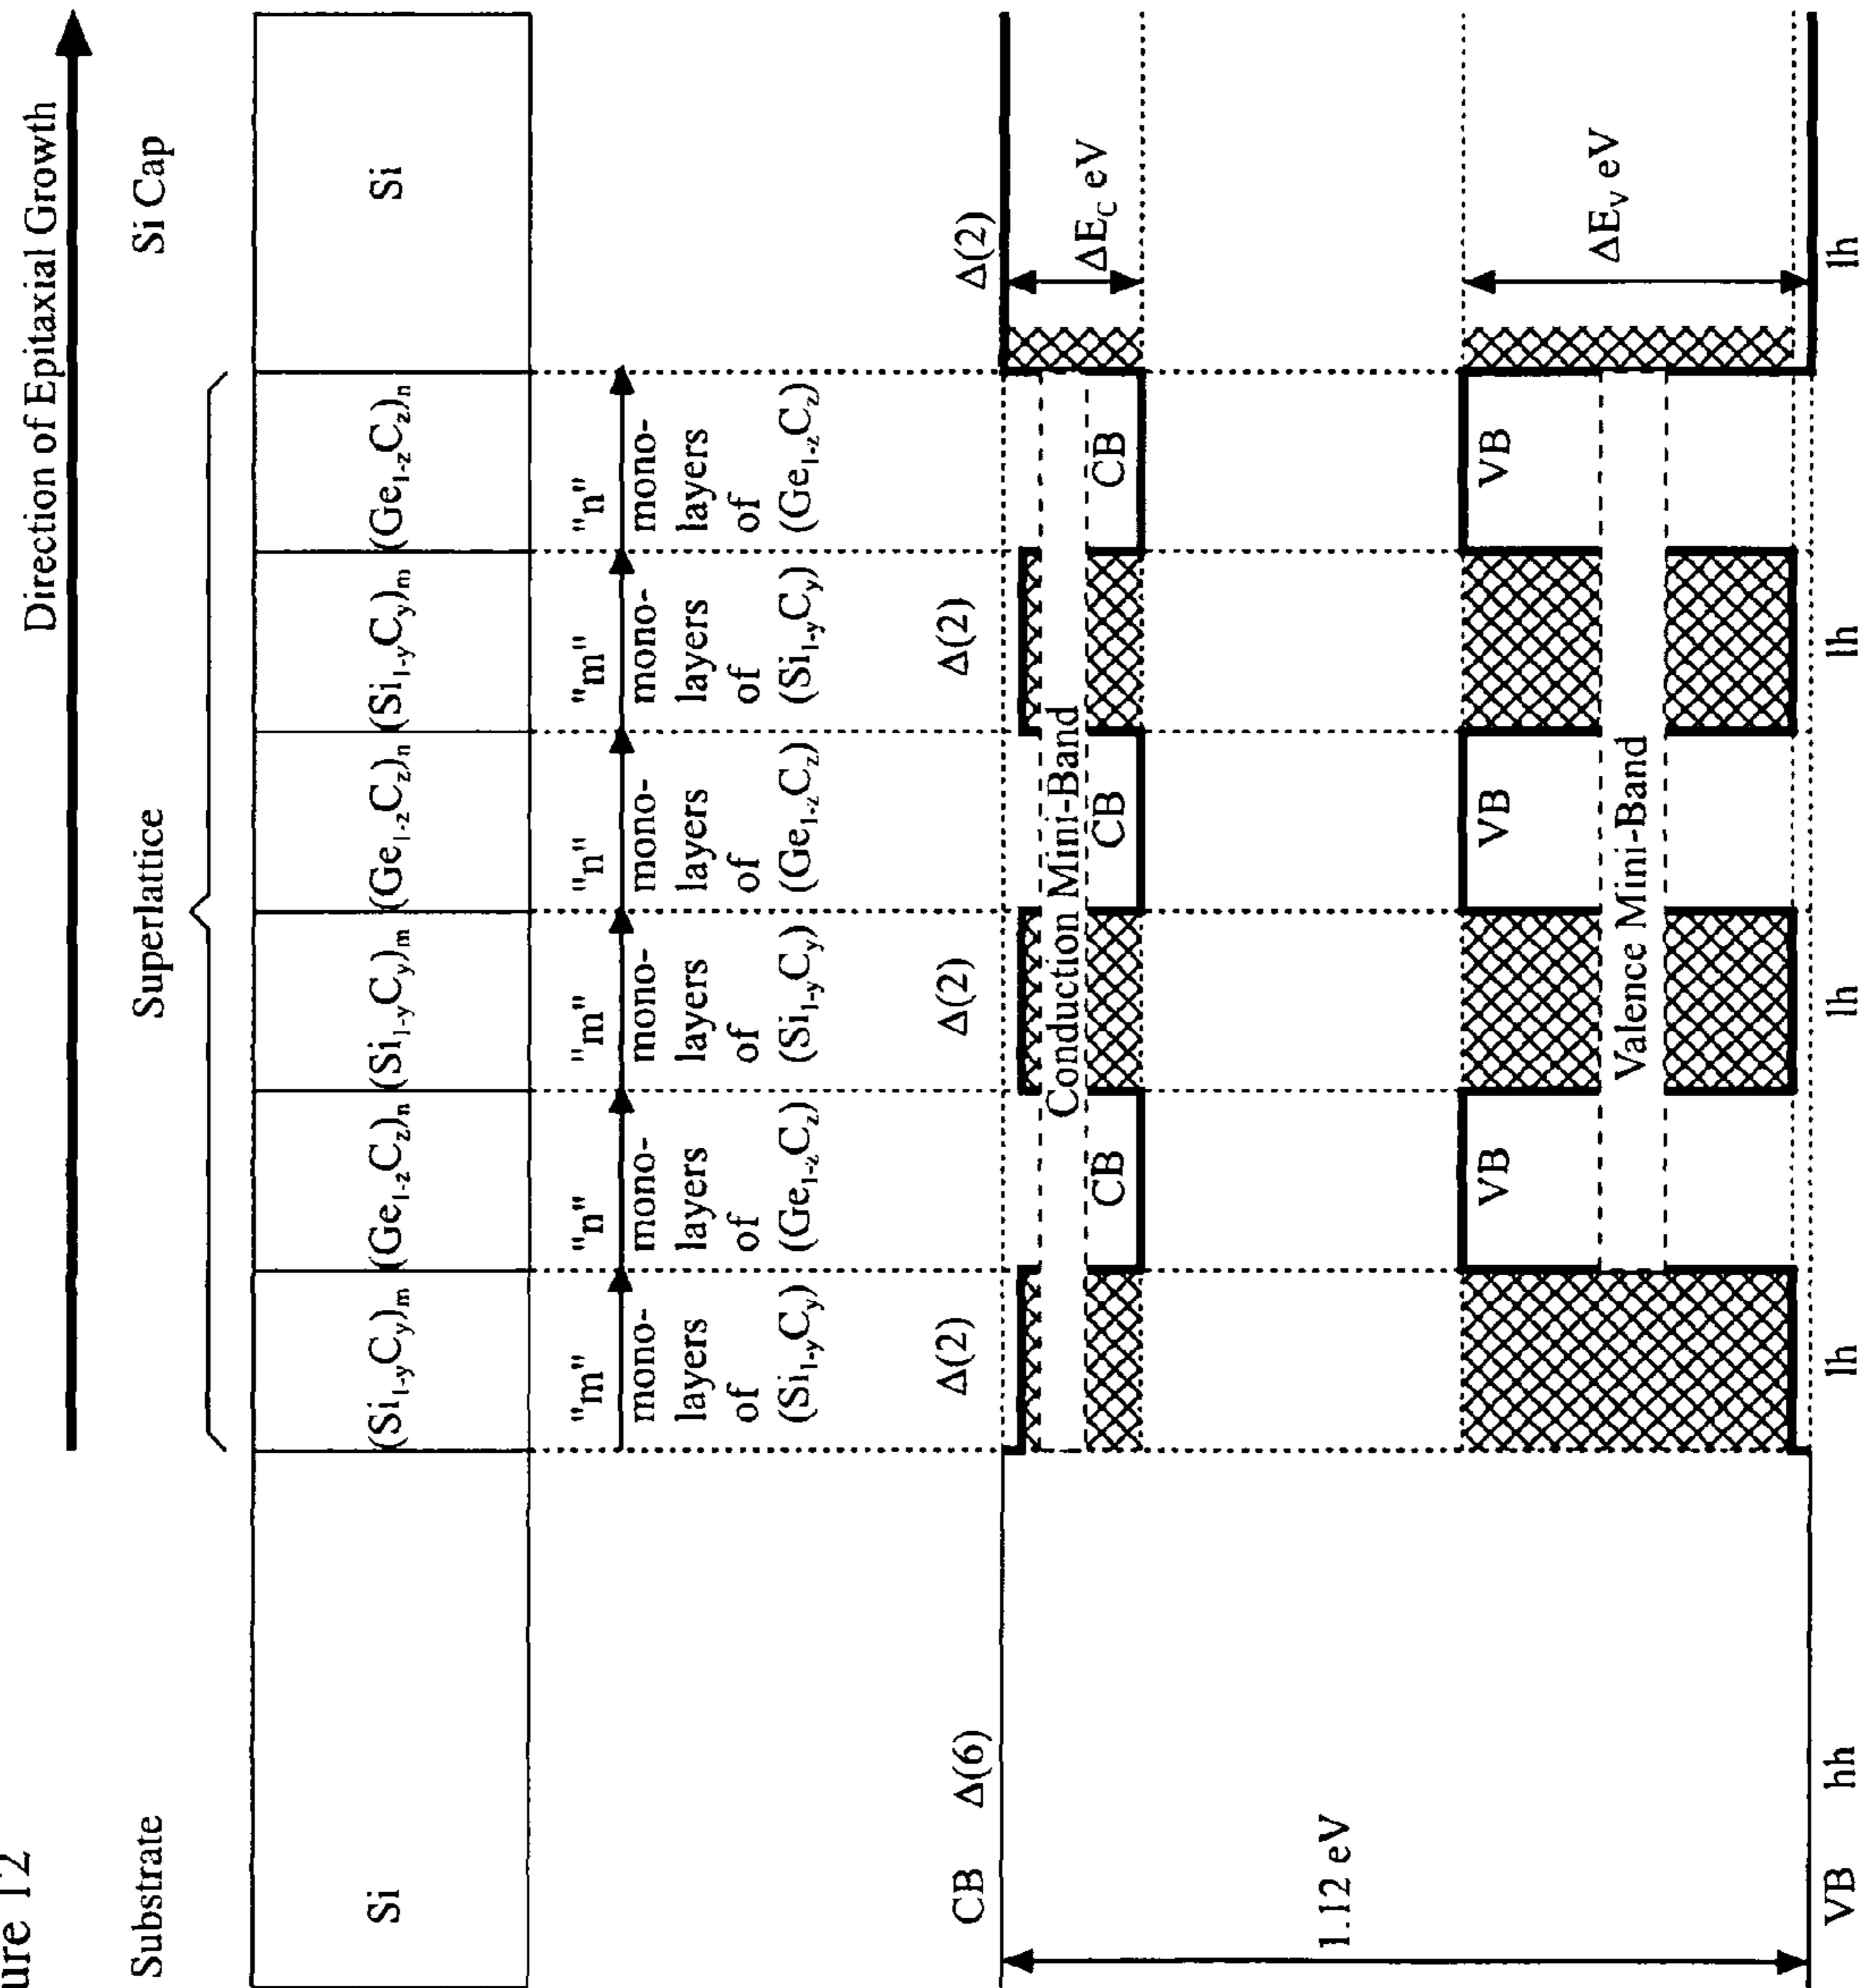 ure 12
Direction of Epitaxial Growth
Substrate
Superlattice
Si Cap
Si
(Si₁₋yCy)m
(Ge₁₋zCz)n
(Si₁₋yCy)m
(Ge₁₋zCz)n
(Si₁₋yCy)m
(Ge₁₋zCz)n
Si
"m"
mono-
layers
of
(Si₁₋yCy)
"n"
mono-
layers
of
(Ge₁₋zCz)
"m"
mono-
layers
of
(Si₁₋yCy)
"n"
mono-
layers
of
(Ge₁₋zCz)
"m"
mono-
layers
of
(Si₁₋yCy)
"n"
mono-
layers
of
(Ge₁₋zCz)
CB Δ(6)
Δ(2)
Δ(2)
Δ(2)
Δ(2)
Conduction Mini-Band
CB
CB
CB
ΔEC eV
1.12 eV
VB
VB
VB
Valence Mini-Band
ΔEV eV
VB hh
lh
lh
lh
lh